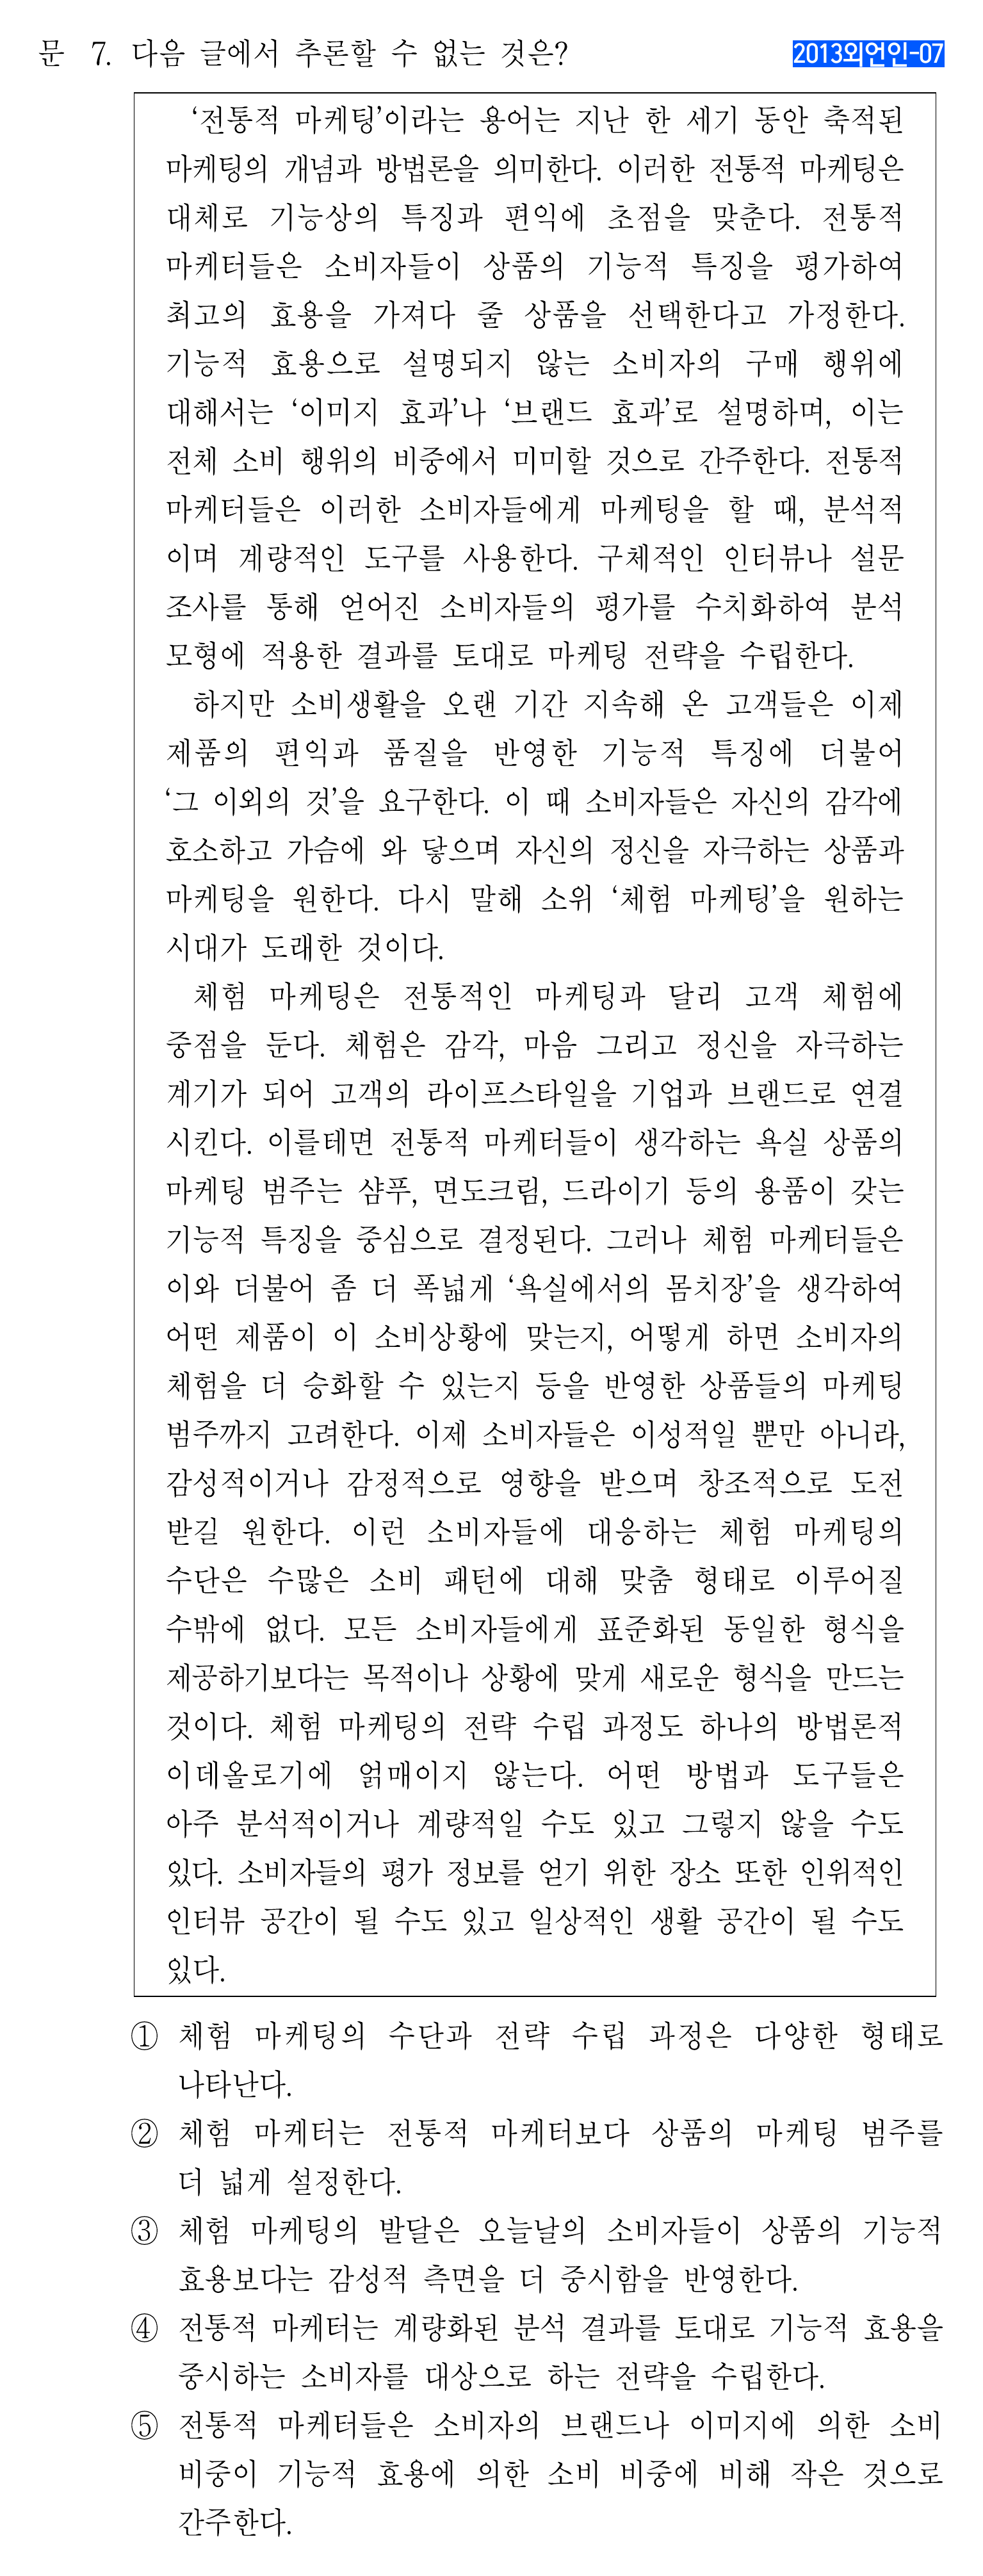 문 7. 다음 글에서 추론할 수 없는 것은? 2013외언인-07
‘전통적 마케팅’이라는 용어는 지난 한 세기 동안 축적된
마케팅의 개념과 방법론을 의미한다. 이러한 전통적 마케팅은
대체로 기능상의 특징과 편익에 초점을 맞춘다. 전통적
마케터들은 소비자들이 상품의 기능적 특징을 평가하여
최고의 효용을 가져다 줄 상품을 선택한다고 가정한다.
기능적 효용으로 설명되지 않는 소비자의 구매 행위에
대해서는 ‘이미지 효과’나 ‘브랜드 효과’로 설명하며, 이는
전체 소비 행위의 비중에서 미미할 것으로 간주한다. 전통적
마케터들은 이러한 소비자들에게 마케팅을 할 때, 분석적
이며 계량적인 도구를 사용한다. 구체적인 인터뷰나 설문
조사를 통해 얻어진 소비자들의 평가를 수치화하여 분석
모형에 적용한 결과를 토대로 마케팅 전략을 수립한다.
하지만 소비생활을 오랜 기간 지속해 온 고객들은 이제
제품의 편익과 품질을 반영한 기능적 특징에 더불어
‘그 이외의 것’을 요구한다. 이 때 소비자들은 자신의 감각에
호소하고 가슴에 와 닿으며 자신의 정신을 자극하는 상품과
마케팅을 원한다. 다시 말해 소위 ‘체험 마케팅’을 원하는
시대가 도래한 것이다.
체험 마케팅은 전통적인 마케팅과 달리 고객 체험에
중점을 둔다. 체험은 감각, 마음 그리고 정신을 자극하는
계기가 되어 고객의 라이프스타일을 기업과 브랜드로 연결
시킨다. 이를테면 전통적 마케터들이 생각하는 욕실 상품의
마케팅 범주는 샴푸, 면도크림, 드라이기 등의 용품이 갖는
기능적 특징을 중심으로 결정된다. 그러나 체험 마케터들은
이와 더불어 좀 더 폭넓게 ‘욕실에서의 몸치장’을 생각하여
어떤 제품이 이 소비상황에 맞는지, 어떻게 하면 소비자의
체험을 더 승화할 수 있는지 등을 반영한 상품들의 마케팅
범주까지 고려한다. 이제 소비자들은 이성적일 뿐만 아니라,
감성적이거나 감정적으로 영향을 받으며 창조적으로 도전
받길 원한다. 이런 소비자들에 대응하는 체험 마케팅의
수단은 수많은 소비 패턴에 대해 맞춤 형태로 이루어질
수밖에 없다. 모든 소비자들에게 표준화된 동일한 형식을
제공하기보다는 목적이나 상황에 맞게 새로운 형식을 만드는
것이다. 체험 마케팅의 전략 수립 과정도 하나의 방법론적
이데올로기에 얽매이지 않는다. 어떤 방법과 도구들은
아주 분석적이거나 계량적일 수도 있고 그렇지 않을 수도
있다. 소비자들의 평가 정보를 얻기 위한 장소 또한 인위적인
인터뷰 공간이 될 수도 있고 일상적인 생활 공간이 될 수도
있다.
① 체험 마케팅의 수단과 전략 수립 과정은 다양한 형태로
나타난다.
② 체험 마케터는 전통적 마케터보다 상품의 마케팅 범주를
더 넓게 설정한다.
③ 체험 마케팅의 발달은 오늘날의 소비자들이 상품의 기능적
효용보다는 감성적 측면을 더 중시함을 반영한다.
④ 전통적 마케터는 계량화된 분석 결과를 토대로 기능적 효용을
중시하는 소비자를 대상으로 하는 전략을 수립한다.
⑤ 전통적 마케터들은 소비자의 브랜드나 이미지에 의한 소비
비중이 기능적 효용에 의한 소비 비중에 비해 작은 것으로
간주한다.